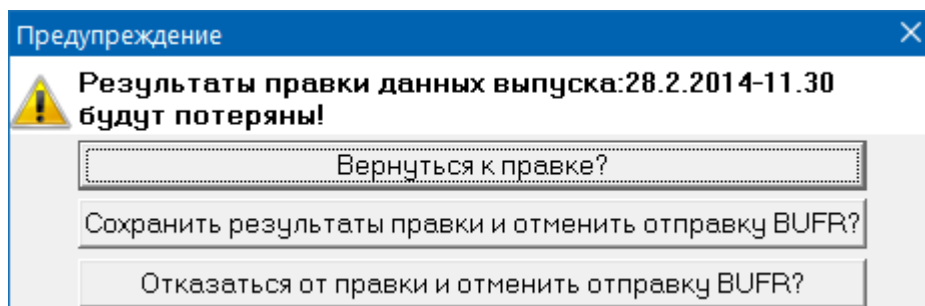 Предупреждение
Результаты правки данных выпуска:28.2.2014-11.30
будут потеряны!
Вернуться к правке?
Сохранить результаты правки и отменить отправку BUFR?
Отказаться от правки и отменить отправку BUFR?